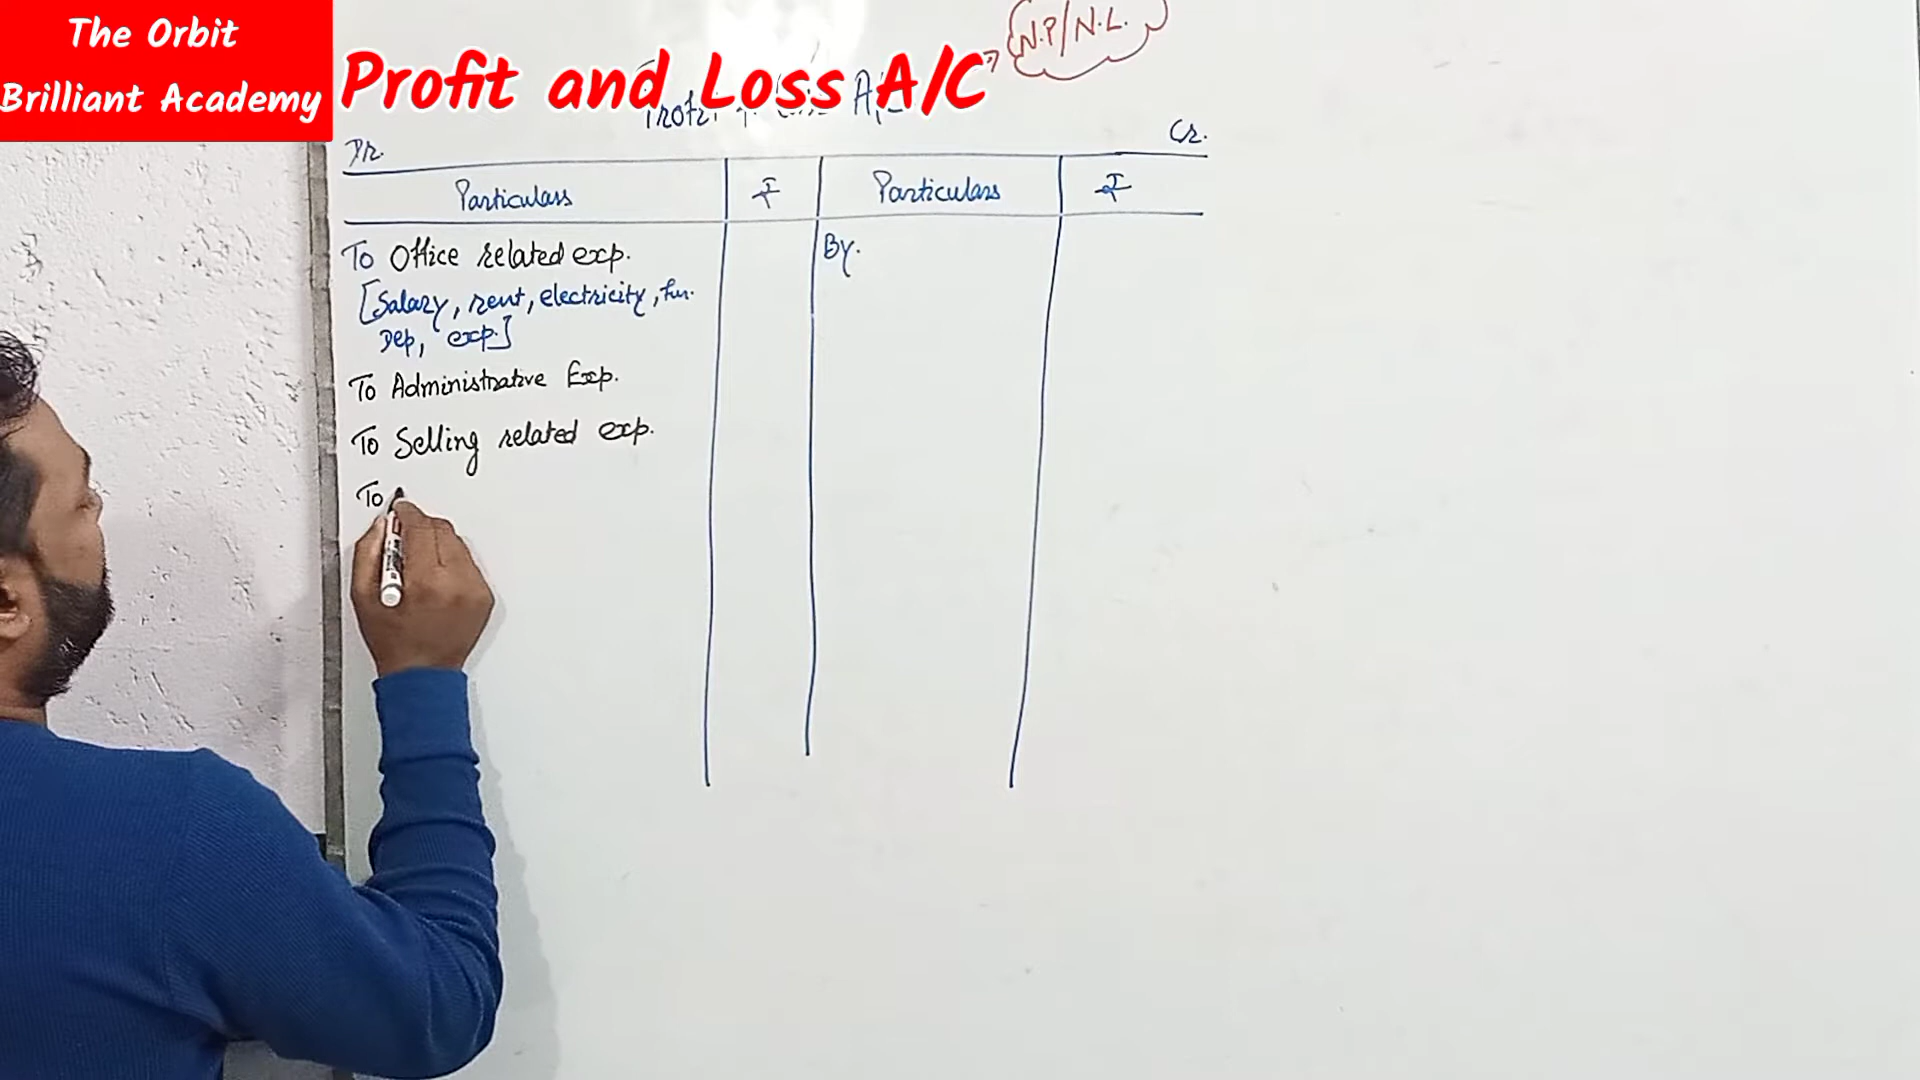 The Orbit
Brilliant Academy
Profit and Loss A/C
N.P/N.L.
Dr.
Cr.
Particulars ₹ Particulars ₹
To Office related exp.
By.
[Salary, rent, electricity, fur.
Dep, exp.]
To Administrative Exp.
To Selling related exp.
To